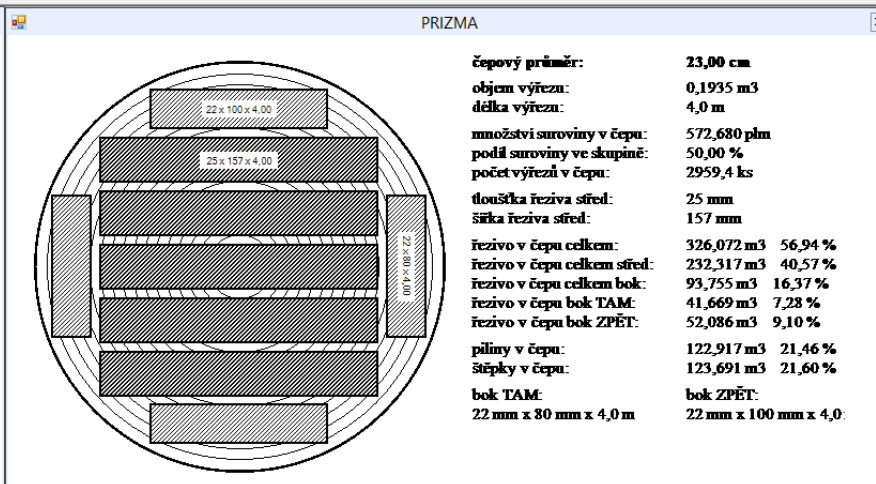 PRIZMA
22 x 100 x 4,00
25 x 157 x 4,00
22 x 80 x 4,00
čepový průměr: 23,00 cm
objem výřezu: 0,1935 m3
délka výřezu: 4,0 m
množství suroviny v čepu: 572,680 plm
podíl suroviny ve skupině: 50,00 %
počet výřezů v čepu: 2959,4 ks
tloušťka řeziva střed: 25 mm
šířka řeziva střed: 157 mm
řezivo v čepu celkem: 326,072 m3 56,94 %
řezivo v čepu celkem střed: 232,317 m3 40,57 %
řezivo v čepu celkem bok: 93,755 m3 16,37 %
řezivo v čepu bok TAM: 41,669 m3 7,28 %
řezivo v čepu bok ZPĚT: 52,086 m3 9,10 %
piliny v čepu: 122,917 m3 21,46 %
štěpky v čepu: 123,691 m3 21,60 %
bok TAM: bok ZPĚT:
22 mm x 80 mm x 4,0 m 22 mm x 100 mm x 4,0